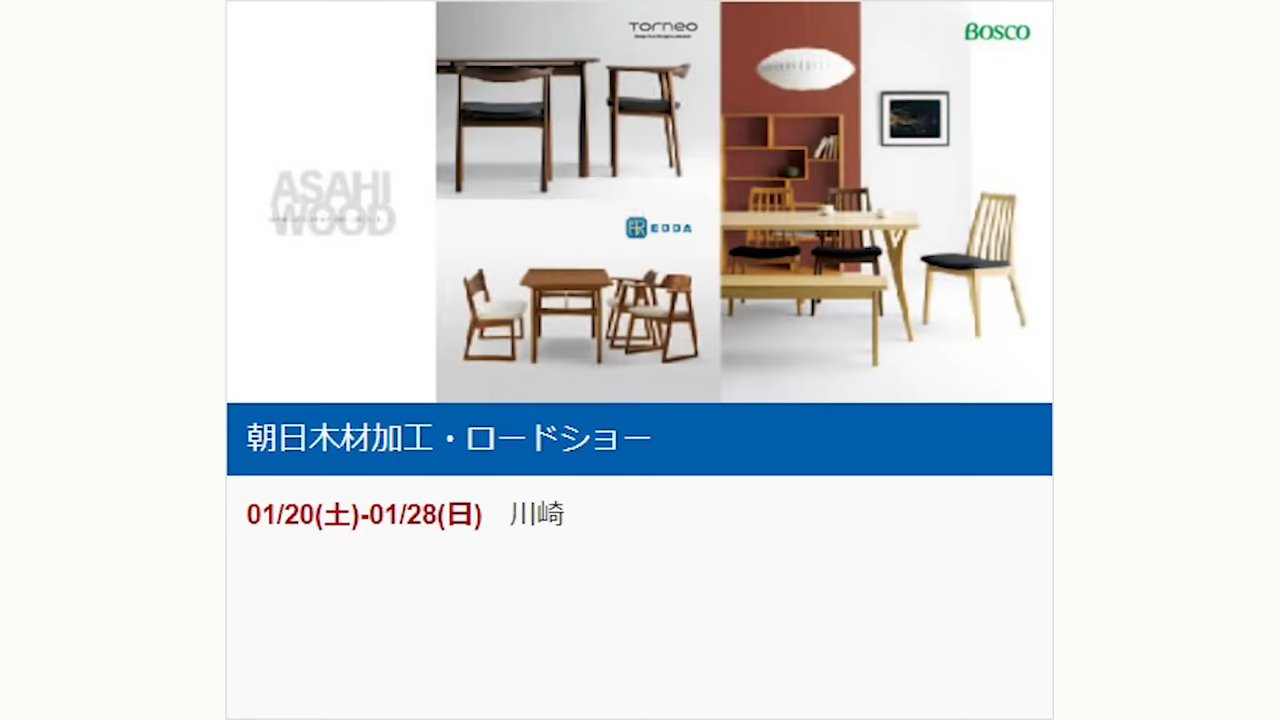 ASAHI
WOOD
TORNEO
EDDA
BOSCO
朝日木材加工・ロードショー
01/20(土)-01/28(日) 川崎